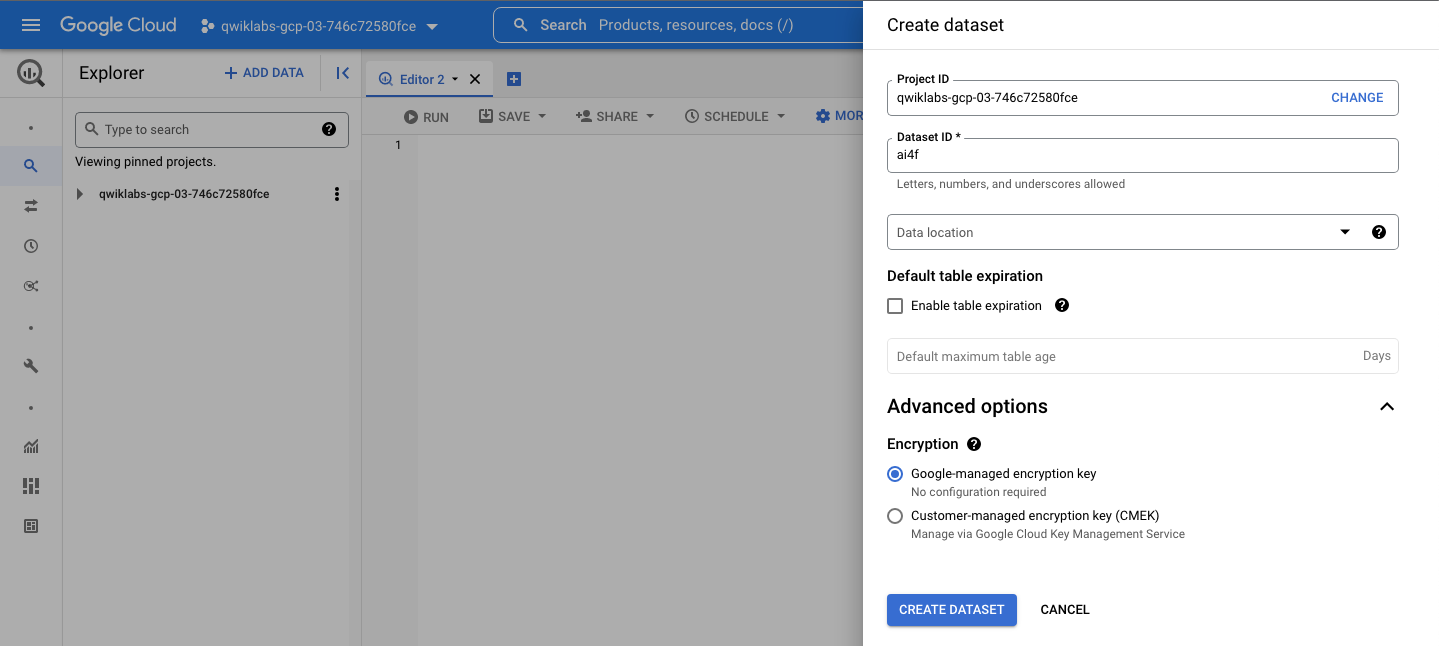 Google Cloud
qwiklabs-gcp-03-746c72580fce
Search Products, resources, docs (/)
Explorer
ADD DATA
Type to search
Viewing pinned projects.
qwiklabs-gcp-03-746c72580fce
Editor 2
RUN
SAVE
SHARE
SCHEDULE
MOR
1
Create dataset
Project ID
qwiklabs-gcp-03-746c72580fce
CHANGE
Dataset ID *
ai4f
Letters, numbers, and underscores allowed
Data location
Default table expiration
Enable table expiration
Default maximum table age
Days
Advanced options
Encryption
Google-managed encryption key
No configuration required
Customer-managed encryption key (CMEK)
Manage via Google Cloud Key Management Service
CREATE DATASET
CANCEL